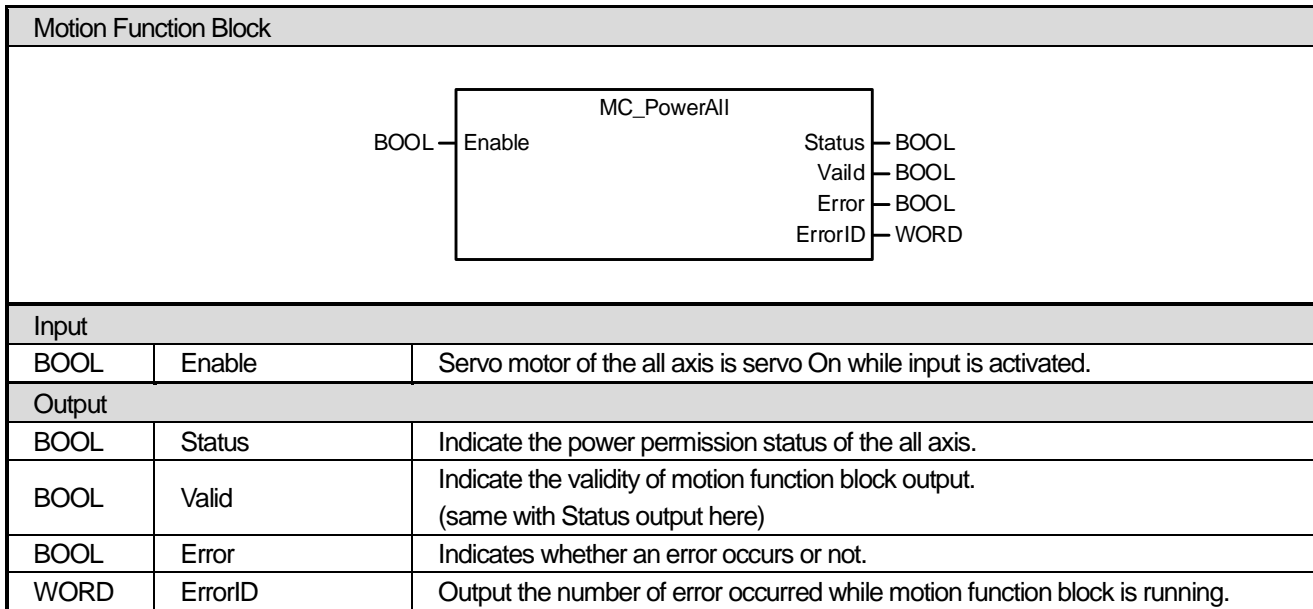 Motion Function Block
MC_PowerAll
BOOL Enable Status BOOL
Vaild BOOL
Error BOOL
ErrorID WORD
Input
BOOL Enable Servo motor of the all axis is servo On while input is activated.
Output
BOOL Status Indicate the power permission status of the all axis.
BOOL Valid Indicate the validity of motion function block output.
(same with Status output here)
BOOL Error Indicates whether an error occurs or not.
WORD ErrorID Output the number of error occurred while motion function block is running.